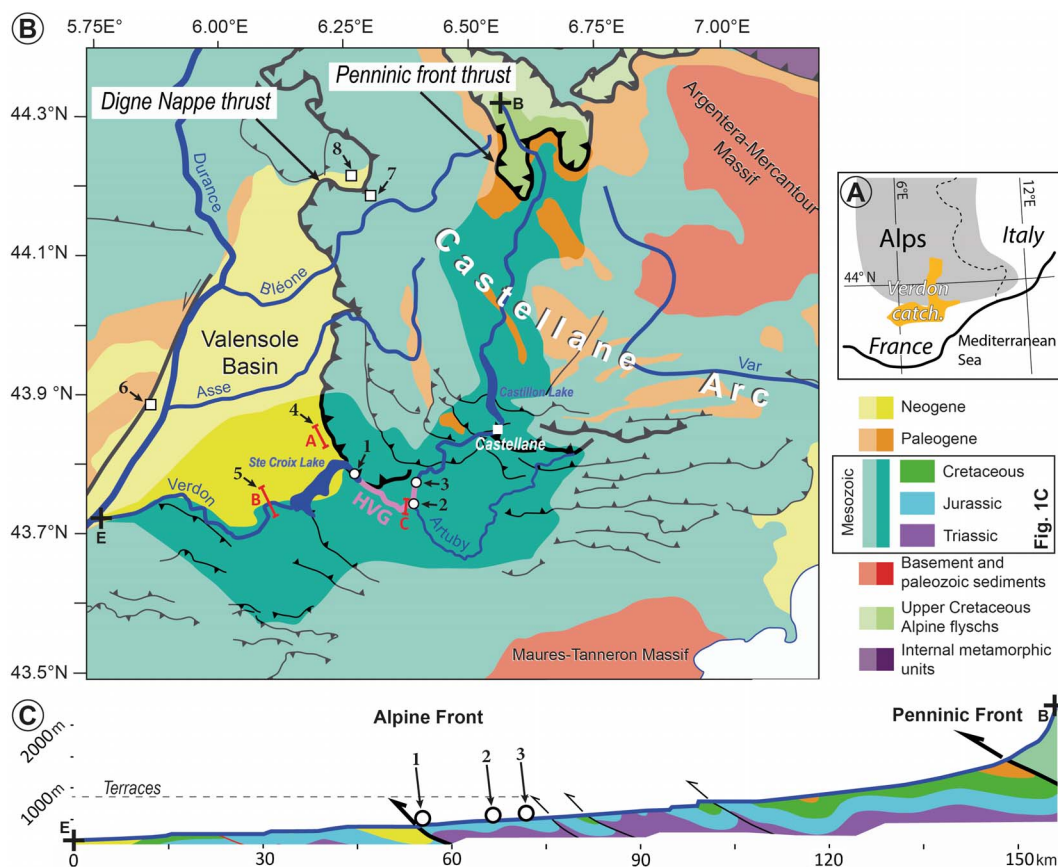 B
5.75E° 6.00°E 6.25°E 6.50°E 6.75°E 7.00°E
44.3°N
44.1°N
43.9°N
43.7°N
43.5°N
Digne Nappe thrust
Penninic front thrust
B
Argentera-Mercantour
Massif
Durance
8
7
Bléone
Valensole
Basin
Asse
6
Castellane Arc
Var
Castillon Lake
Castellane
4
A
1
Ste Croix Lake
5
B
Verdon
3
HVG
C
2
Artuby
E
Maures-Tanneron Massif
A
6°E
12°E
Alps
Italy
44° N
Verdon
catch.
France
Mediterranean
Sea
Neogene
Paleogene
Mesozoic
Cretaceous
Jurassic
Triassic
Fig. 1C
Basement and
paleozoic sediments
Upper Cretaceous
Alpine flyschs
Internal metamorphic
units
C
2000m
1000m
Alpine Front
Penninic Front
B
1
2
3
Terraces
E
0 30 60 90 120 150 km